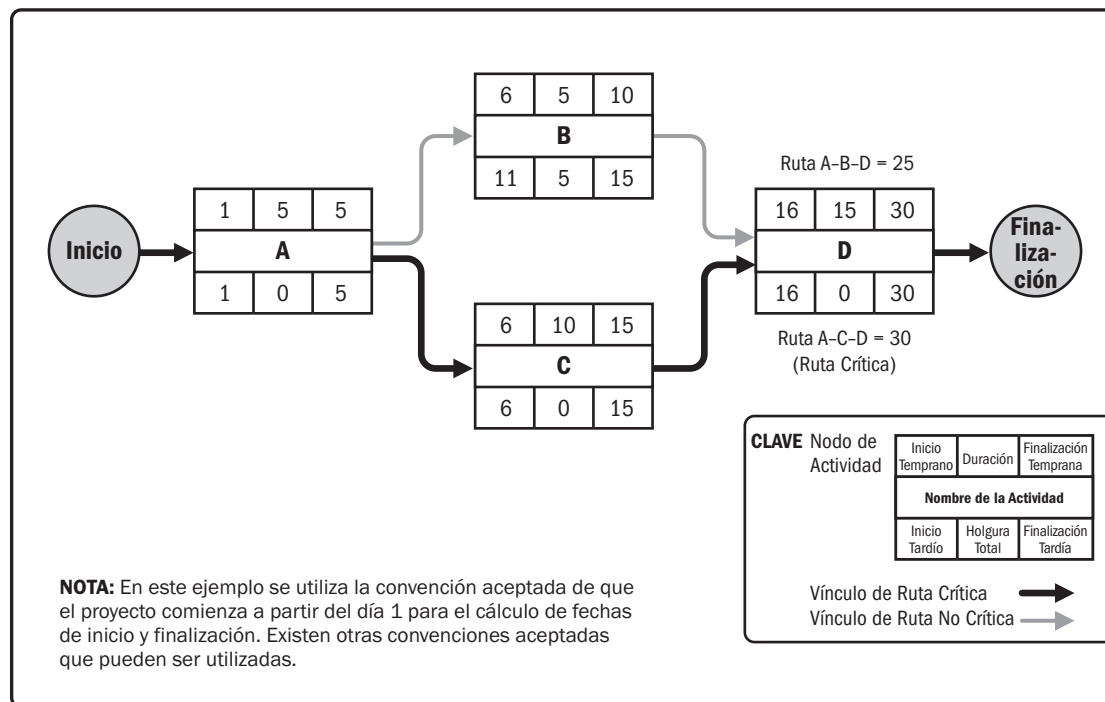 Inicio
1 5 5
A
1 0 5
6 5 10
B
11 5 15
6 10 15
C
6 0 15
Ruta A–B–D = 25
16 15 30
D
16 0 30
Ruta A–C–D = 30
(Ruta Crítica)
Fina-
liza-
ción
CLAVE Nodo de
Actividad
Inicio Duración Finalización
Temprano Temprana
Nombre de la Actividad
Inicio Holgura Finalización
Tardío Total Tardía
Vínculo de Ruta Crítica
Vínculo de Ruta No Crítica
NOTA: En este ejemplo se utiliza la convención aceptada de que
el proyecto comienza a partir del día 1 para el cálculo de fechas
de inicio y finalización. Existen otras convenciones aceptadas
que pueden ser utilizadas.